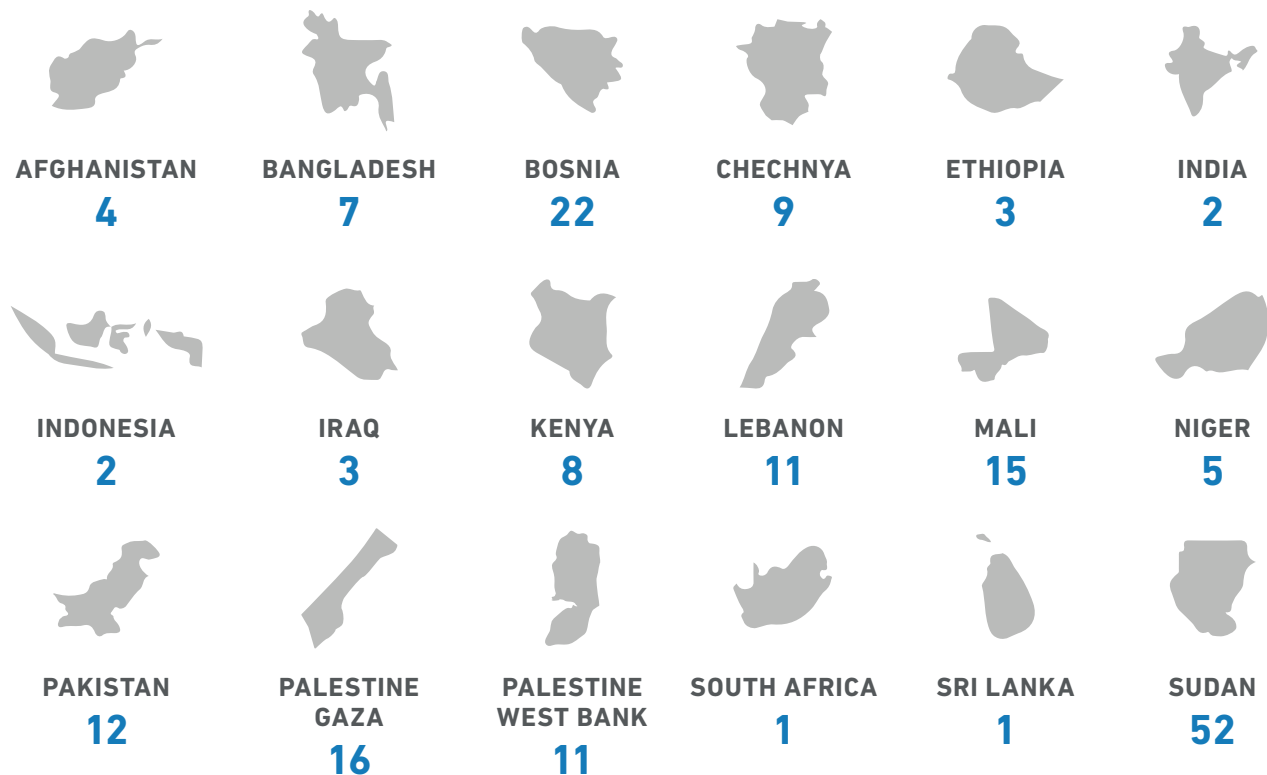 AFGHANISTAN
4
BANGLADESH
7
BOSNIA
22
CHECHNYA
9
ETHIOPIA
3
INDIA
2
INDONESIA
2
IRAQ
3
KENYA
8
LEBANON
11
MALI
15
NIGER
5
PAKISTAN
12
PALESTINE
GAZA
16
PALESTINE
WEST BANK
11
SOUTH AFRICA
1
SRI LANKA
1
SUDAN
52